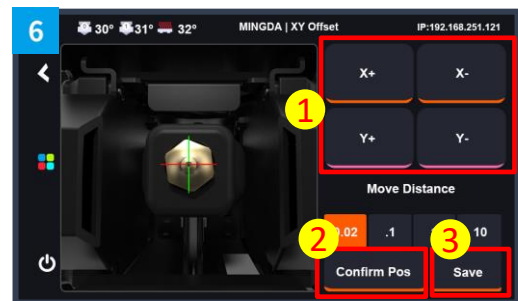 6
30° 31° 32° MINGDA | XY Offset IP:192.168.251.121
X+ X-
1
Y+ Y-
Move Distance
2 3
.02 .1 10
Confirm Pos Save